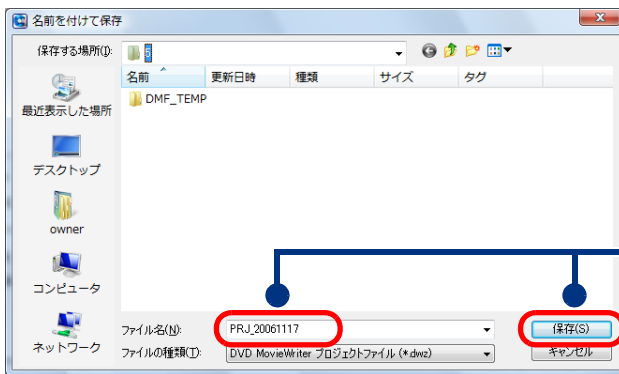 名前を付けて保存
保存する場所(I): 5
名前 更新日時 種類 サイズ タグ
DMF_TEMP
最近表示した場所
デスクトップ
owner
コンピュータ
ネットワーク
ファイル名(N): PRJ_20061117 保存(S)
ファイルの種類(T): DVD MovieWriter プロジェクトファイル (*.dwz) キャンセル